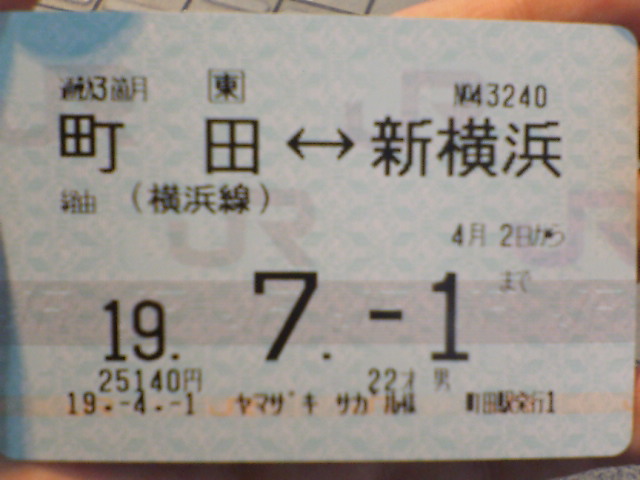 通勤3箇月 東 №43240
町田↔新横浜
経由 (横浜線)
4月 2日から
19. 7. -1 まで
25140円 22才 男
19.-4.-1 ヤマザキ サカ゛ル様 町田駅発行1